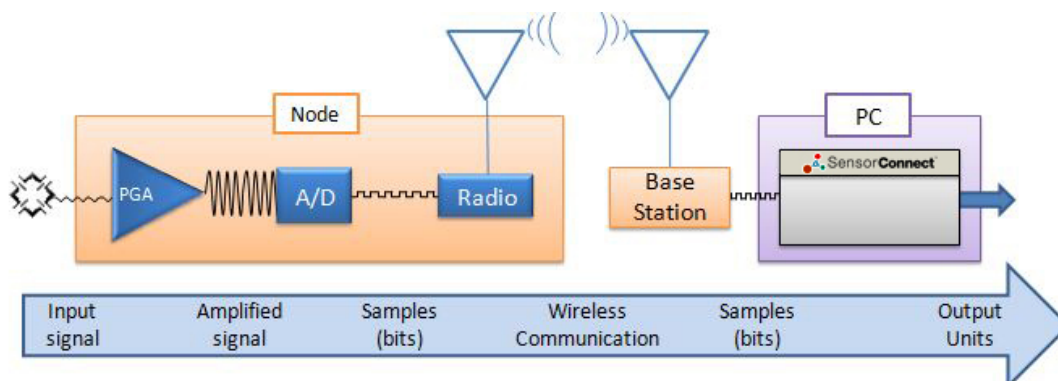 Node
PC
SensorConnect
PGA
A/D
Radio
Base
Station
Input
signal
Amplified
signal
Samples
(bits)
Wireless
Communication
Samples
(bits)
Output
Units